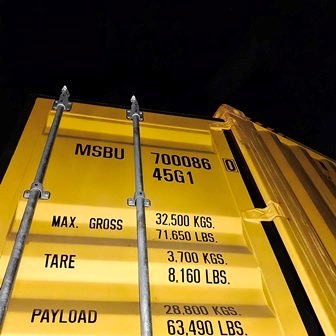 MSBU 700086 0
45G1
MAX. GROSS 32.500 KGS.
71.650 LBS.
TARE 3.700 KGS.
8,160 LBS.
PAYLOAD 28,800 KGS.
63,490 LBS.